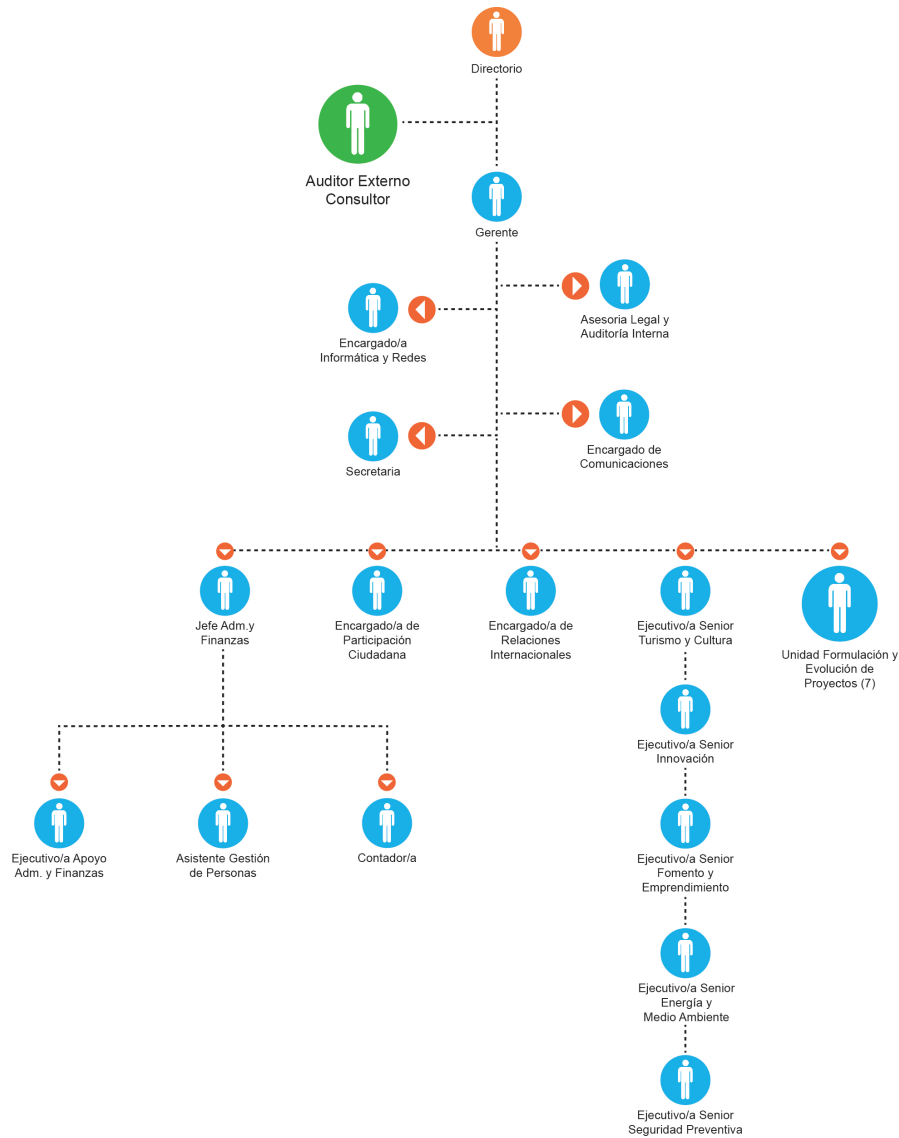 Directorio
Auditor Externo
Consultor
Gerente
Asesoria Legal y
Auditoría Interna
Encargado/a
Informática y Redes
Encargado de
Comunicaciones
Secretaria
Jefe Adm.y
Finanzas
Encargado/a de
Participación
Ciudadana
Encargado/a de
Relaciones
Internacionales
Ejecutivo/a Senior
Turismo y Cultura
Unidad Formulación y
Evolución de
Proyectos (7)
Ejecutivo/a Senior
Innovación
Ejecutivo/a Apoyo
Adm. y Finanzas
Asistente Gestión
de Personas
Contador/a
Ejecutivo/a Senior
Fomento y
Emprendimiento
Ejecutivo/a Senior
Energía y
Medio Ambiente
Ejecutivo/a Senior
Seguridad Preventiva